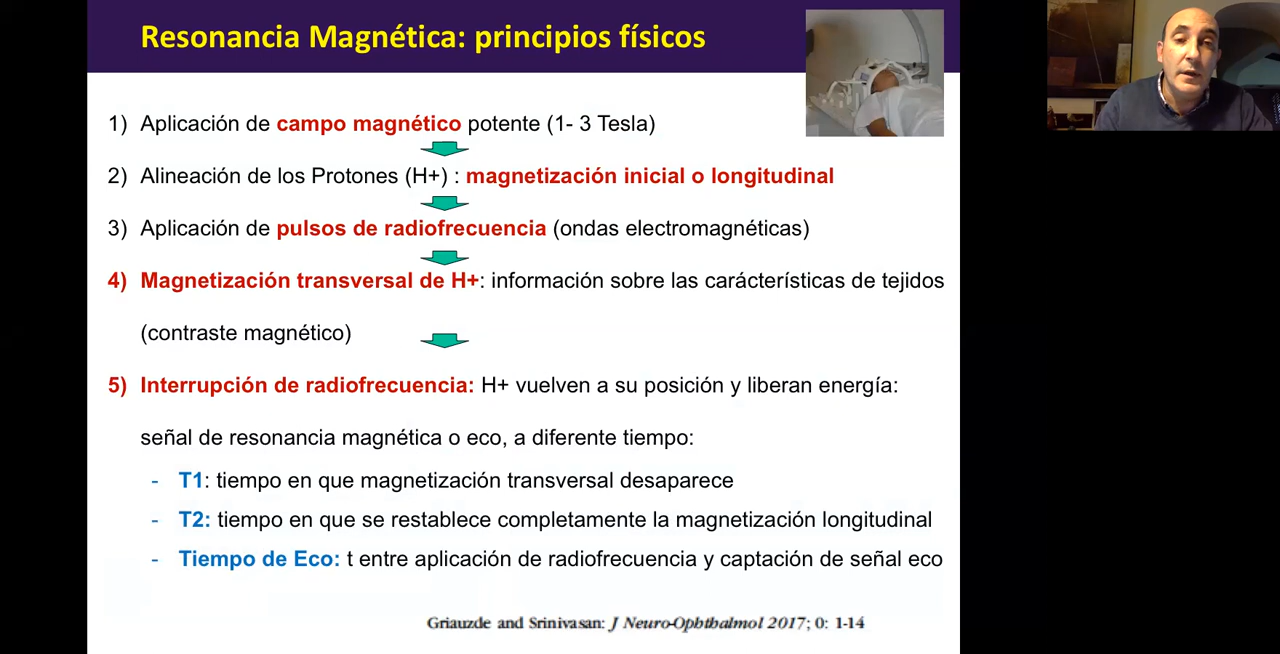 Resonancia Magnética: principios físicos
1) Aplicación de campo magnético potente (1- 3 Tesla)
2) Alineación de los Protones (H+) : magnetización inicial o longitudinal
3) Aplicación de pulsos de radiofrecuencia (ondas electromagnéticas)
4) Magnetización transversal de H+: información sobre las carácterísticas de tejidos
(contraste magnético)
5) Interrupción de radiofrecuencia: H+ vuelven a su posición y liberan energía:
señal de resonancia magnética o eco, a diferente tiempo:
- T1: tiempo en que magnetización transversal desaparece
- T2: tiempo en que se restablece completamente la magnetización longitudinal
- Tiempo de Eco: t entre aplicación de radiofrecuencia y captación de señal eco
Griauzde and Srinivasan: J Neuro-Ophthalmol 2017; 0: 1-14